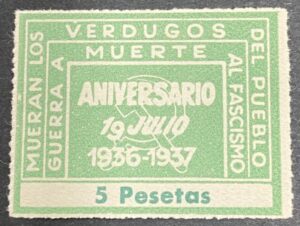 MUERAN LOS
VERDUGOS
DEL PUEBLO
GUERRA A
MUERTE
AL FASCISMO
ANIVERSARIO
19 JULIO
1936-1937
5 Pesetas